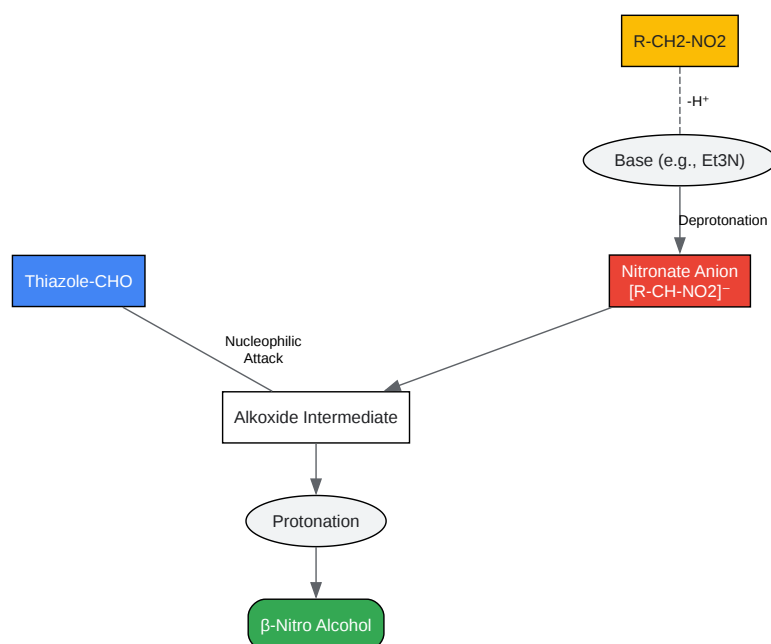 R-CH2-NO2
-H⁺
Base (e.g., Et3N)
Deprotonation
Thiazole-CHO
Nitronate Anion
[R-CH-NO2]⁻
Nucleophilic
Attack
Alkoxide Intermediate
Protonation
β-Nitro Alcohol